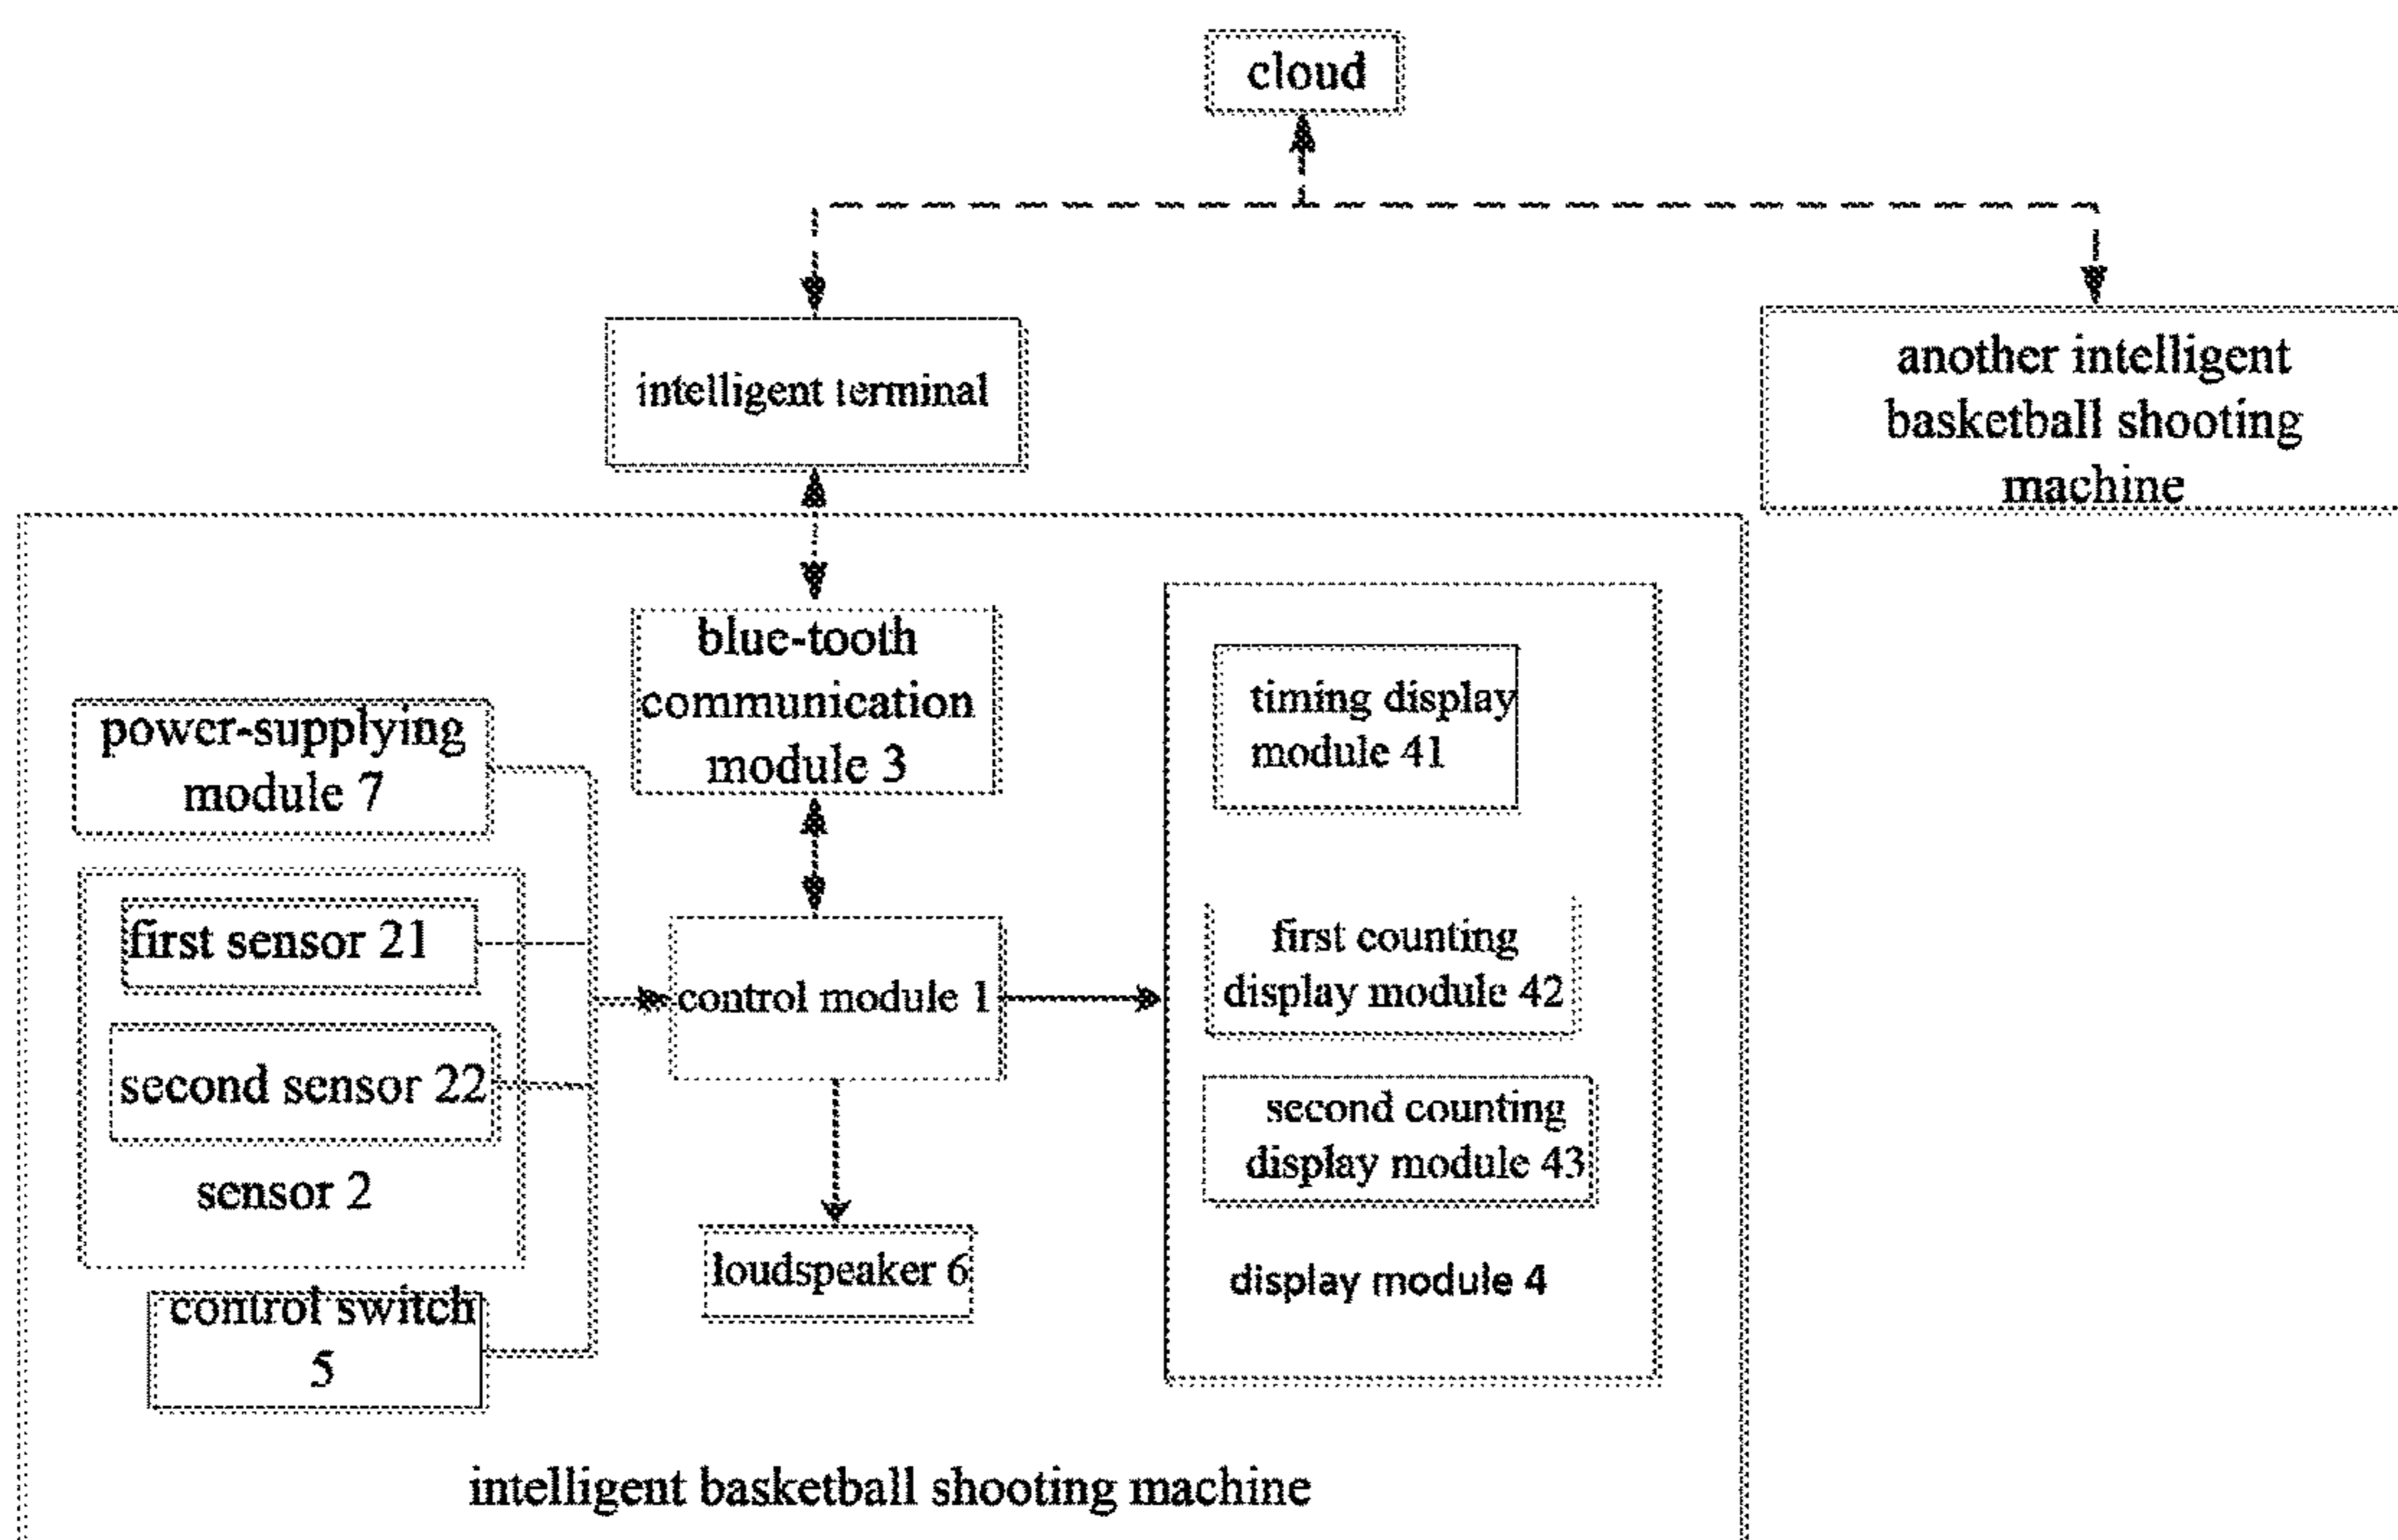 cloud
intelligent terminal
another intelligent
basketball shooting
machine
blue-tooth
communication
module 3
power-supplying
module 7
first sensor 21
second sensor 22
sensor 2
control switch
5
control module 1
loudspeaker 6
timing display
module 41
first counting
display module 42
second counting
display module 43
display module 4
intelligent basketball shooting machine